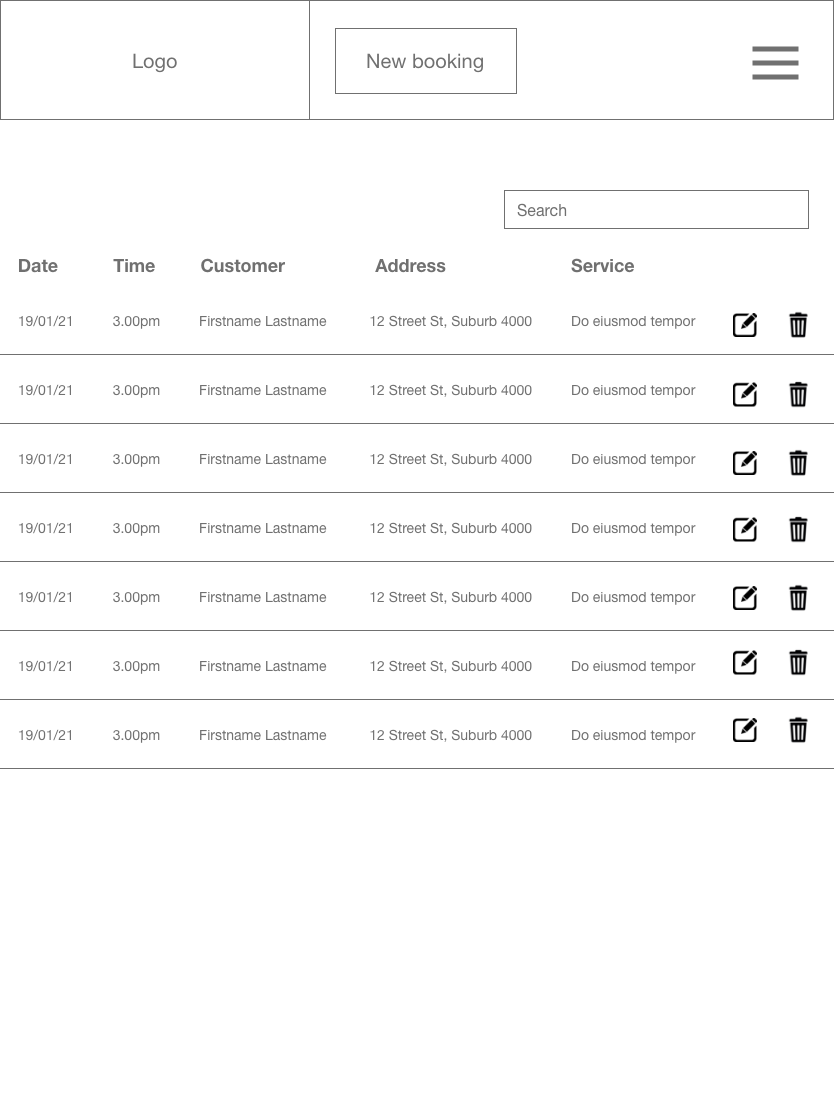 Logo New booking
Search
Date Time Customer Address Service
19/01/21 3.00pm Firstname Lastname 12 Street St, Suburb 4000 Do eiusmod tempor
19/01/21 3.00pm Firstname Lastname 12 Street St, Suburb 4000 Do eiusmod tempor
19/01/21 3.00pm Firstname Lastname 12 Street St, Suburb 4000 Do eiusmod tempor
19/01/21 3.00pm Firstname Lastname 12 Street St, Suburb 4000 Do eiusmod tempor
19/01/21 3.00pm Firstname Lastname 12 Street St, Suburb 4000 Do eiusmod tempor
19/01/21 3.00pm Firstname Lastname 12 Street St, Suburb 4000 Do eiusmod tempor
19/01/21 3.00pm Firstname Lastname 12 Street St, Suburb 4000 Do eiusmod tempor